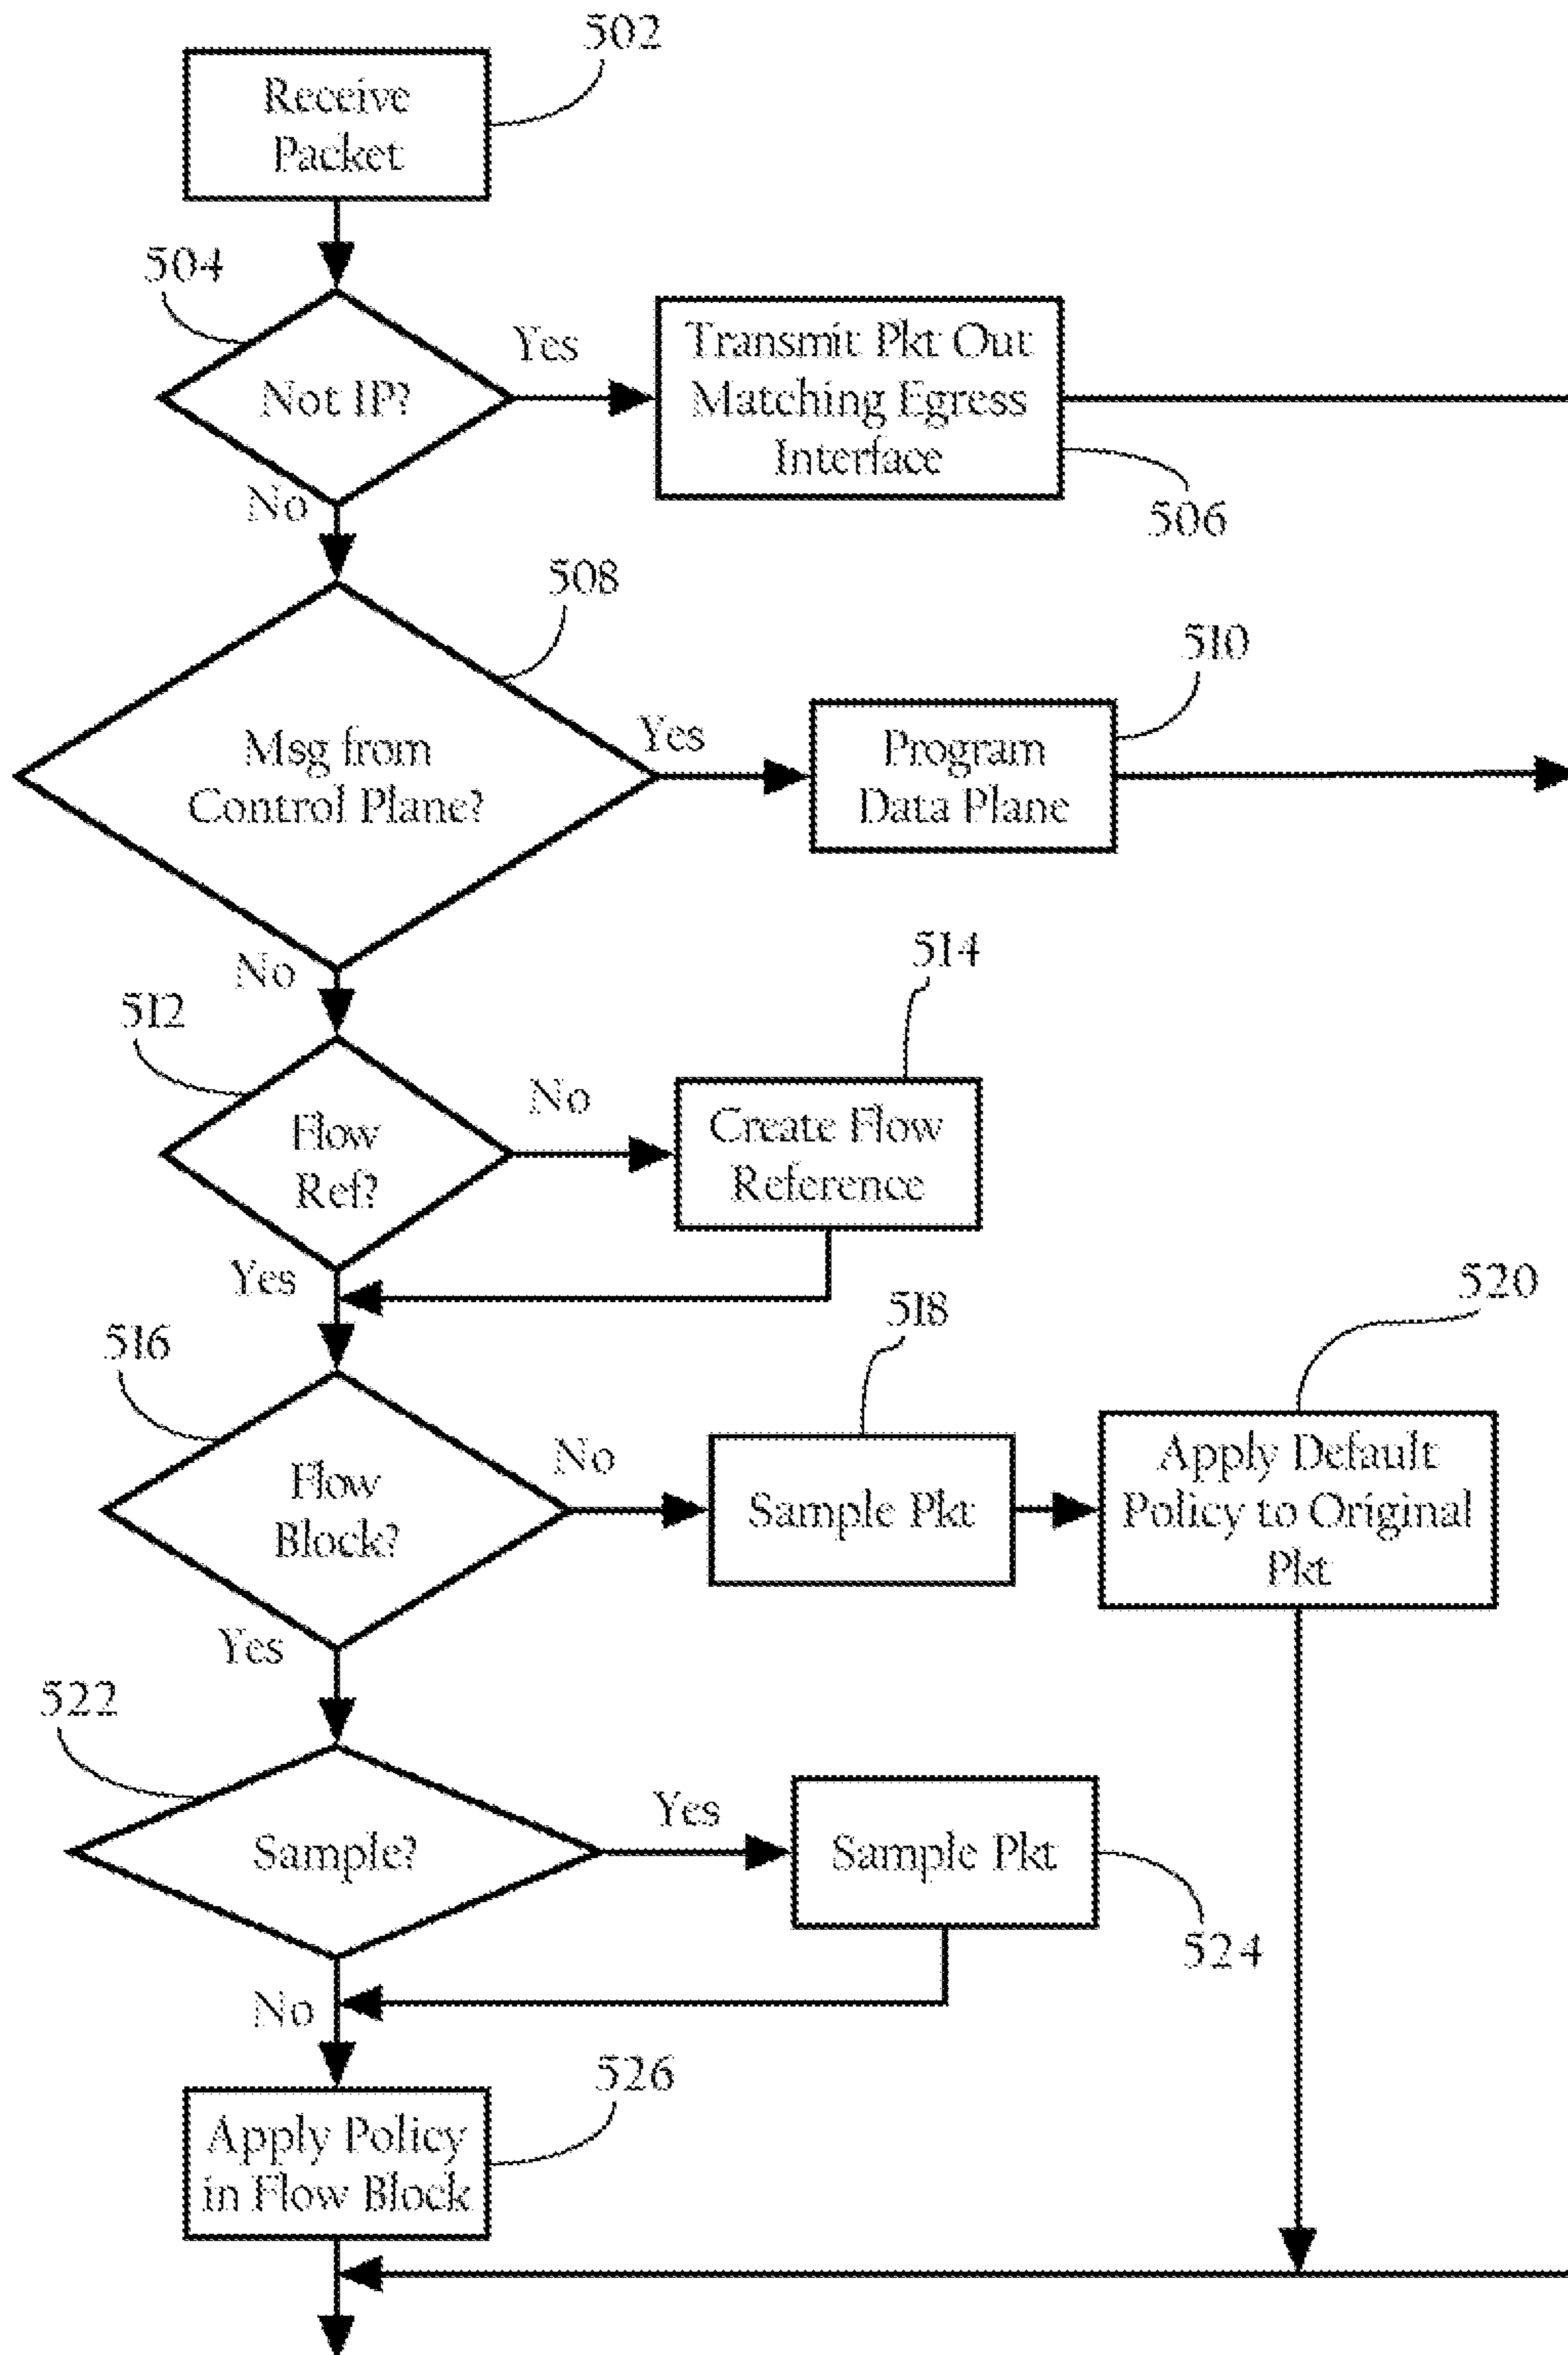 502
Receive
Packet
504
Not IP?
Yes
Transmit Pkt Out
Matching Egress
Interface
506
No
508
Msg from
Control Plane?
Yes
510
Program
Data Plane
No
512
Flow
Ref?
No
514
Create Flow
Reference
Yes
516
Flow
Block?
No
518
Sample Pkt
520
Apply Default
Policy to Original
Pkt
Yes
522
Sample?
Yes
Sample Pkt
524
No
526
Apply Policy
in Flow Block